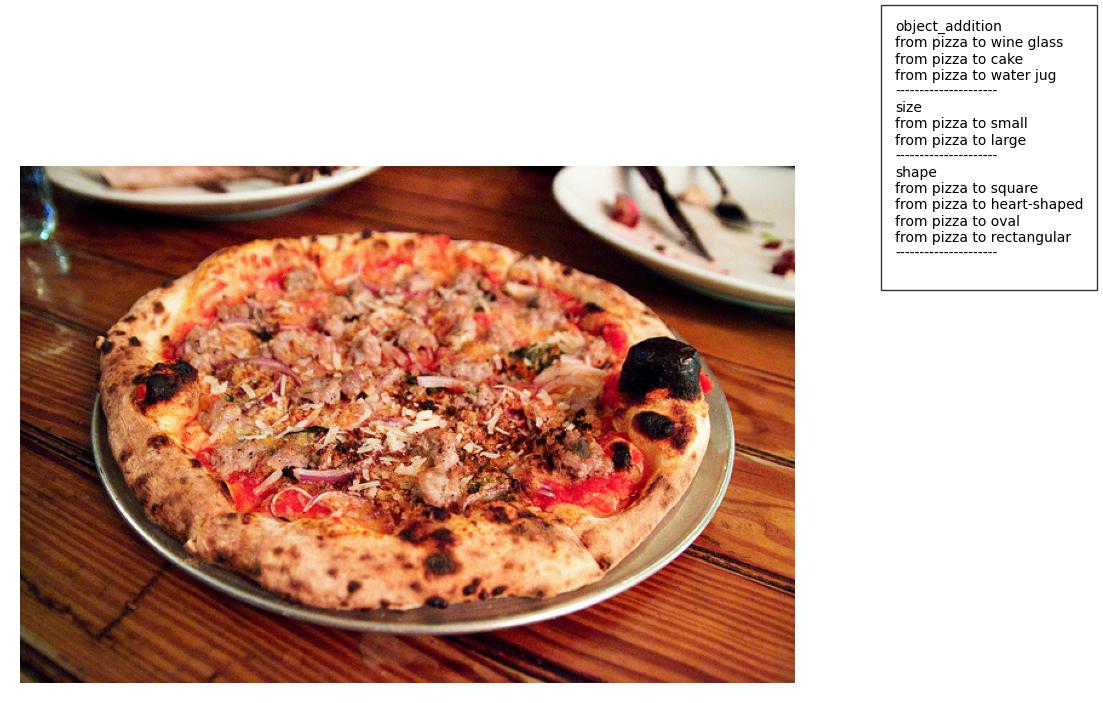 object_addition
from pizza to wine glass
from pizza to cake
from pizza to water jug
---------------------
size
from pizza to small
from pizza to large
---------------------
shape
from pizza to square
from pizza to heart-shaped
from pizza to oval
from pizza to rectangular
---------------------